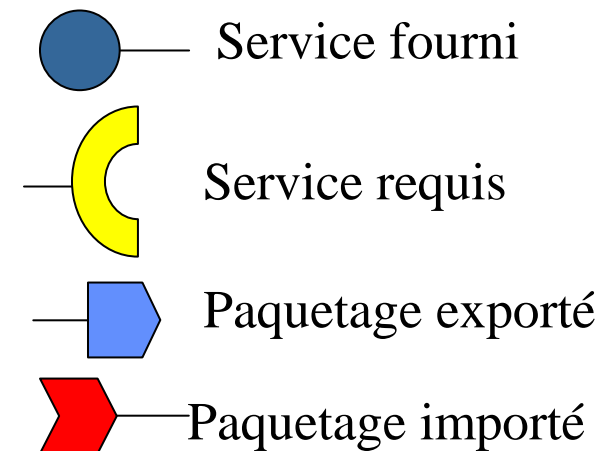 Service fourni
Service requis
Paquetage exporté
Paquetage importé